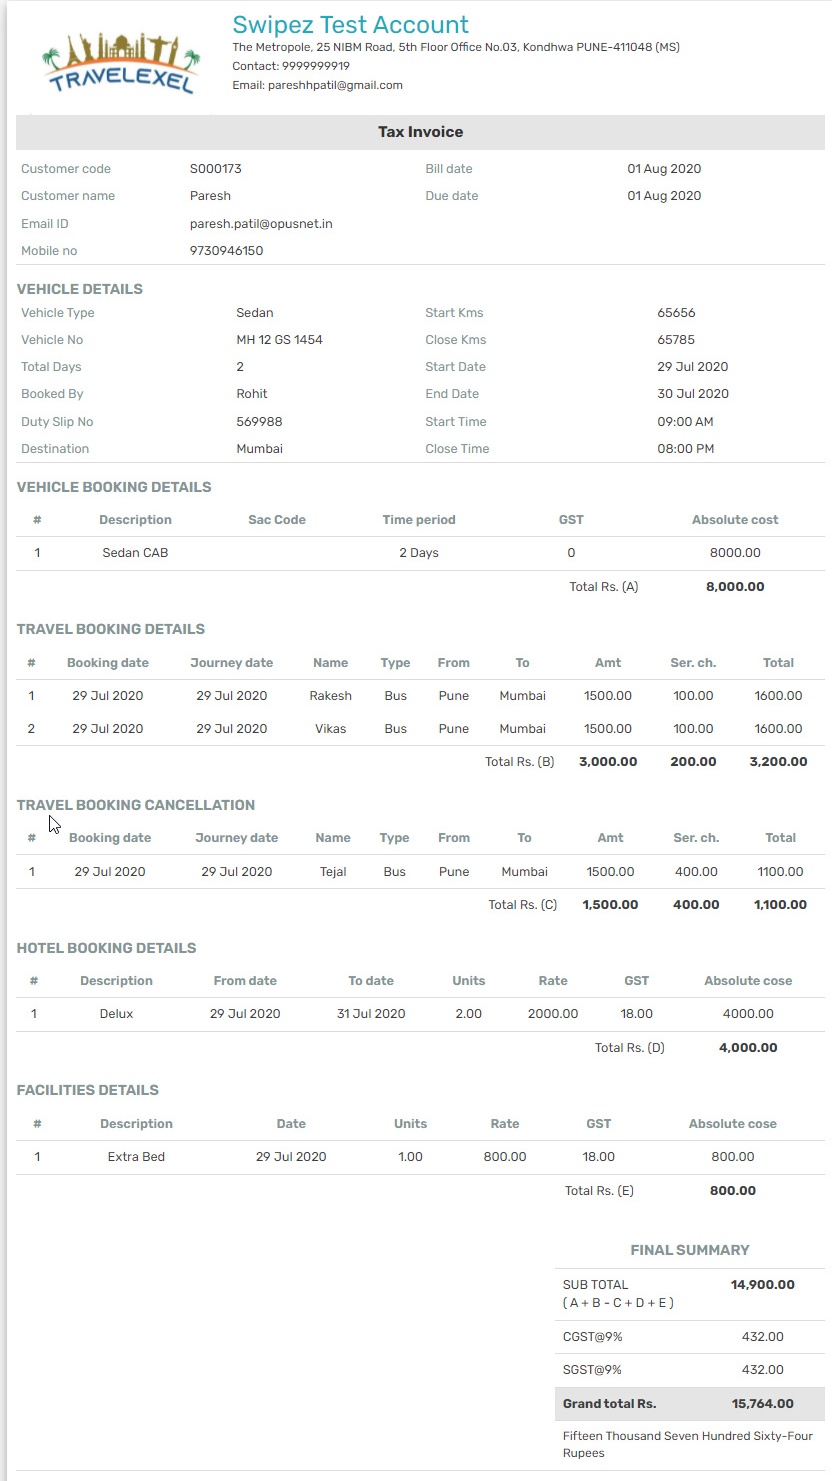 TRAVELEXEL
Swipez Test Account
The Metropole, 25 NIBM Road, 5th Floor Office No.03, Kondhwa PUNE-411048 (MS)
Contact: 9999999919
Email: pareshhpatil@gmail.com
Tax Invoice
Customer code S000173 Bill date 01 Aug 2020
Customer name Paresh Due date 01 Aug 2020
Email ID paresh.patil@opusnet.in
Mobile no 9730946150
VEHICLE DETAILS
Vehicle Type Sedan Start Kms 65656
Vehicle No MH 12 GS 1454 Close Kms 65785
Total Days 2 Start Date 29 Jul 2020
Booked By Rohit End Date 30 Jul 2020
Duty Slip No 569988 Start Time 09:00 AM
Destination Mumbai Close Time 08:00 PM
VEHICLE BOOKING DETAILS
# Description Sac Code Time period GST Absolute cost
1 Sedan CAB 2 Days 0 8000.00
Total Rs. (A) 8,000.00
TRAVEL BOOKING DETAILS
# Booking date Journey date Name Type From To Amt Ser. ch. Total
1 29 Jul 2020 29 Jul 2020 Rakesh Bus Pune Mumbai 1500.00 100.00 1600.00
2 29 Jul 2020 29 Jul 2020 Vikas Bus Pune Mumbai 1500.00 100.00 1600.00
Total Rs. (B) 3,000.00 200.00 3,200.00
TRAVEL BOOKING CANCELLATION
# Booking date Journey date Name Type From To Amt Ser. ch. Total
1 29 Jul 2020 29 Jul 2020 Tejal Bus Pune Mumbai 1500.00 400.00 1100.00
Total Rs. (C) 1,500.00 400.00 1,100.00
HOTEL BOOKING DETAILS
# Description From date To date Units Rate GST Absolute cose
1 Delux 29 Jul 2020 31 Jul 2020 2.00 2000.00 18.00 4000.00
Total Rs. (D) 4,000.00
FACILITIES DETAILS
# Description Date Units Rate GST Absolute cose
1 Extra Bed 29 Jul 2020 1.00 800.00 18.00 800.00
Total Rs. (E) 800.00
FINAL SUMMARY
SUB TOTAL 14,900.00
( A + B - C + D + E )
CGST@9% 432.00
SGST@9% 432.00
Grand total Rs. 15,764.00
Fifteen Thousand Seven Hundred Sixty-Four
Rupees